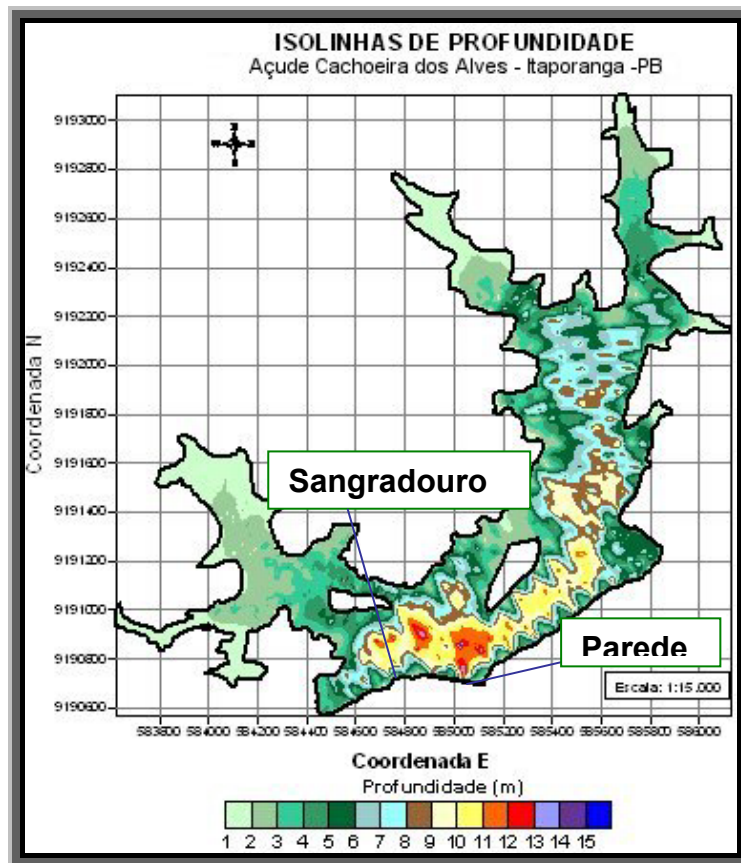 ISOLINHAS DE PROFUNDIDADE
Açude Cachoeira dos Alves - Itaporanga -PB
Coordenada N
9193000
9192800
9192600
9192400
9192200
9192000
9191800
9191600
9191400
9191200
9191000
9190800
9190600
Sangradouro
Parede
Escala: 1:15.000
583800 584000 584200 584400 584600 584800 585000 585200 585400 585600 585800 586000
Coordenada E
Profundidade (m)
1 2 3 4 5 6 7 8 9 10 11 12 13 14 15